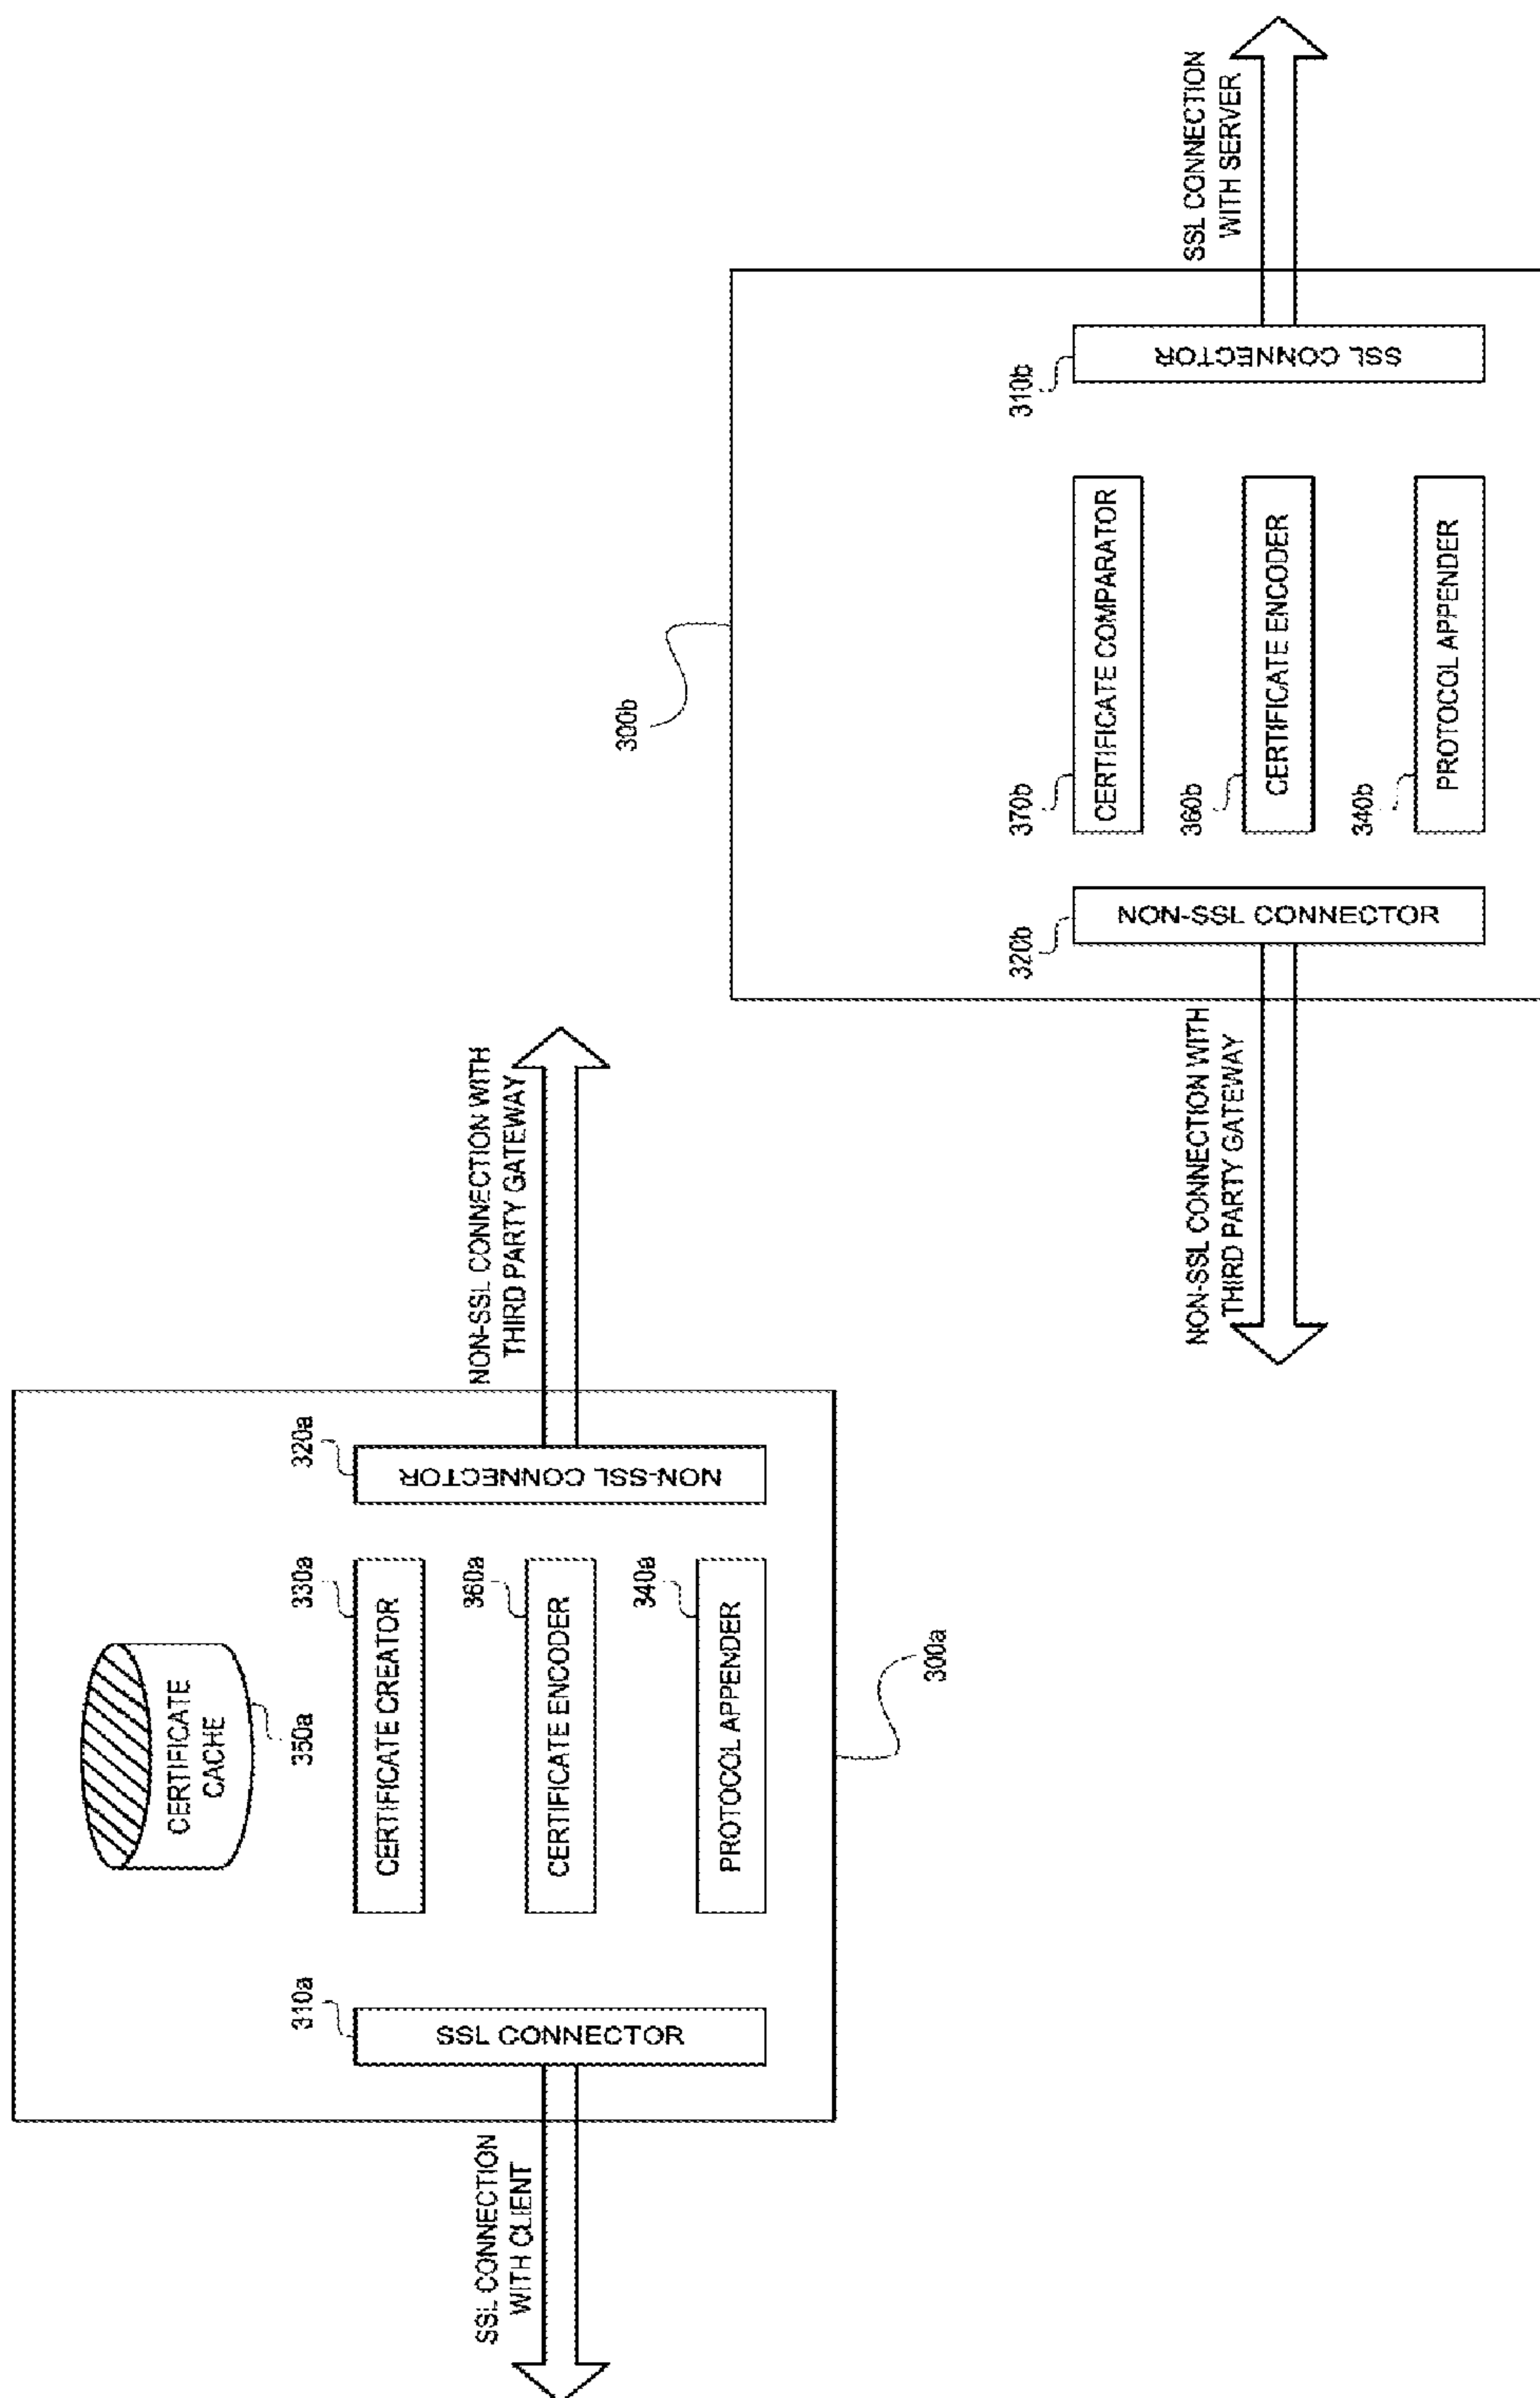 CERTIFICATE
CACHE
350a
310a
SSL CONNECTOR
SSL CONNECTION
WITH CLIENT
330a
CERTIFICATE CREATOR
360a
CERTIFICATE ENCODER
340a
PROTOCOL APPENDER
320a
NON-SSL CONNECTOR
NON-SSL CONNECTION WITH
THIRD PARTY GATEWAY
300a
300b
320b
NON-SSL CONNECTOR
NON-SSL CONNECTION WITH
THIRD PARTY GATEWAY
370b
CERTIFICATE COMPARATOR
360b
CERTIFICATE ENCODER
340b
PROTOCOL APPENDER
310b
SSL CONNECTOR
SSL CONNECTION
WITH SERVER